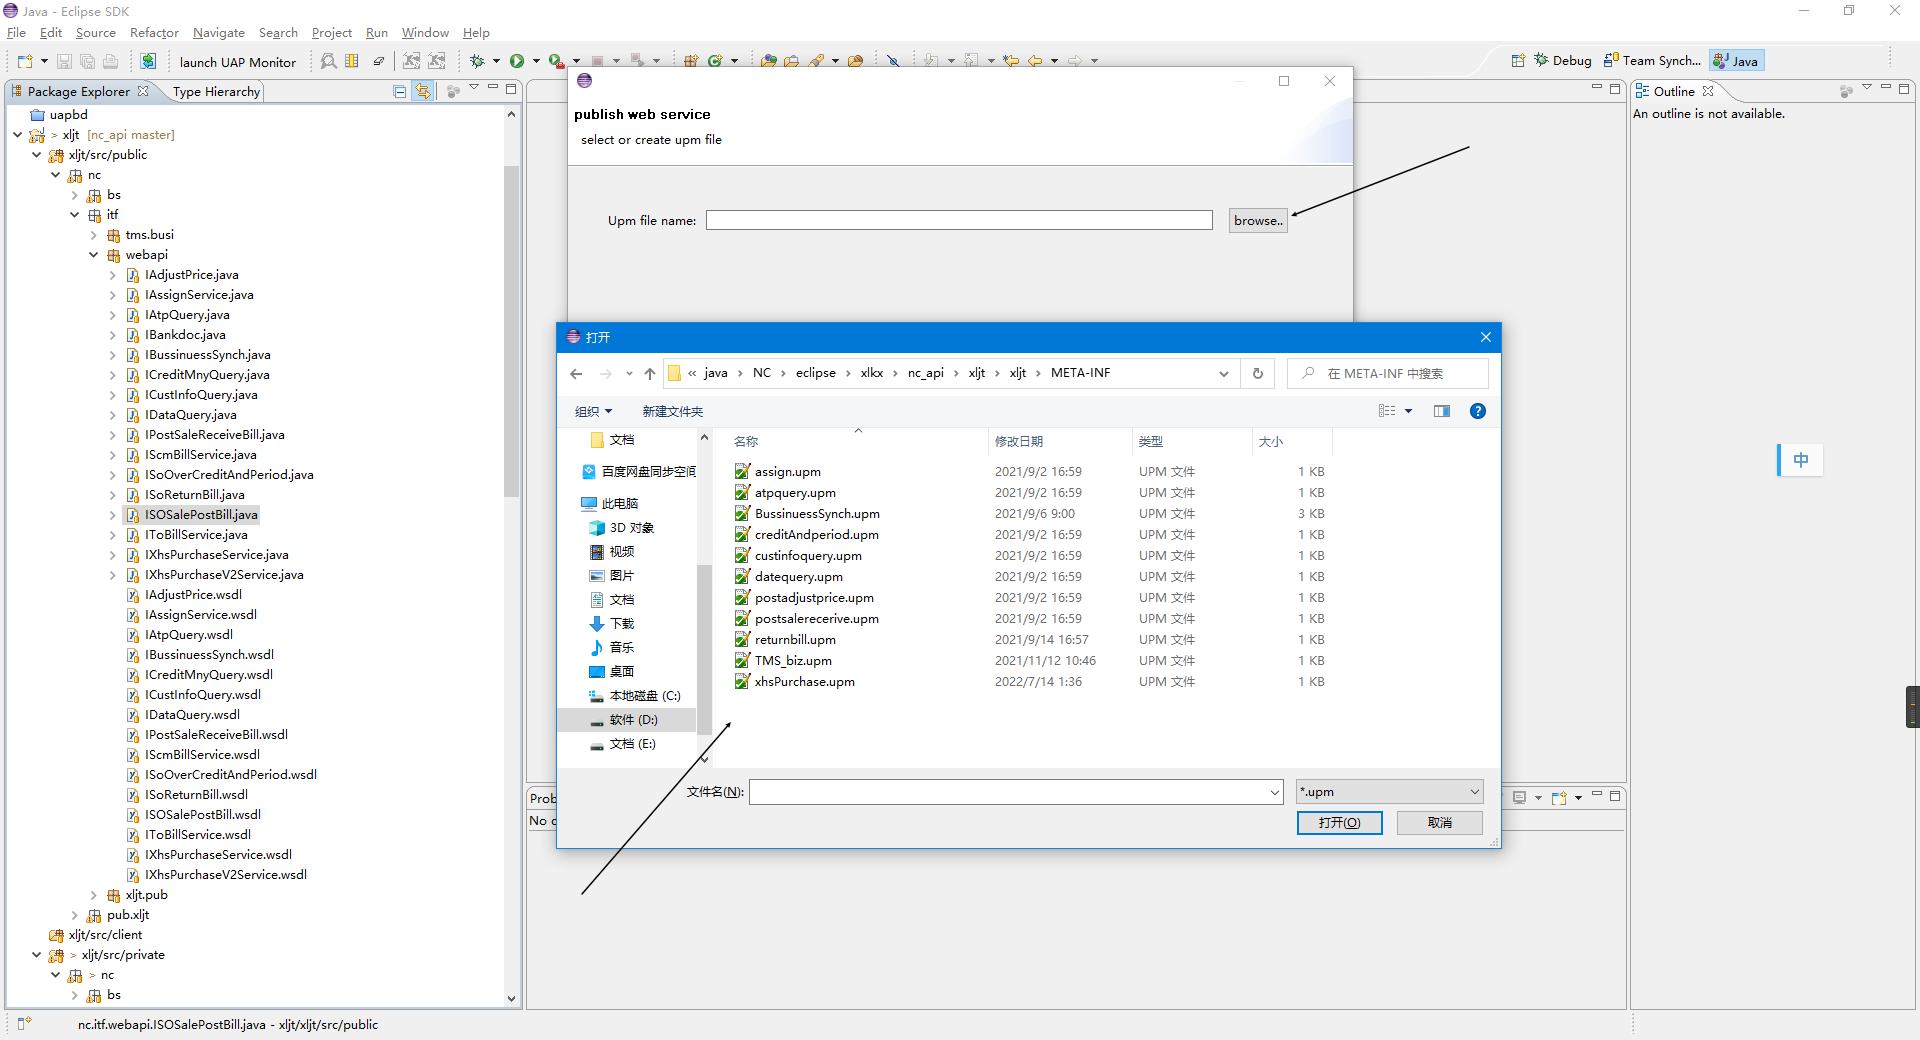 Java - Eclipse SDK
File Edit Source Refactor Navigate Search Project Run Window Help
launch UAP Monitor
Debug
Team Synch...
Java
Package Explorer
Type Hierarchy
uapbd
> xljt [nc_api master]
xljt/src/public
nc
bs
itf
tms.busi
webapi
IAdjustPrice.java
IAssignService.java
IAtpQuery.java
IBankdoc.java
IBussinuessSynch.java
ICreditMnyQuery.java
ICustInfoQuery.java
IDataQuery.java
IPostSaleReceiveBill.java
IScmBillService.java
ISoOverCreditAndPeriod.java
ISoReturnBill.java
ISOSalePostBill.java
IToBillService.java
IXhsPurchaseService.java
IXhsPurchaseV2Service.java
IAdjustPrice.wsdl
IAssignService.wsdl
IAtpQuery.wsdl
IBussinuessSynch.wsdl
ICreditMnyQuery.wsdl
ICustInfoQuery.wsdl
IDataQuery.wsdl
IPostSaleReceiveBill.wsdl
IScmBillService.wsdl
ISoOverCreditAndPeriod.wsdl
ISoReturnBill.wsdl
ISOSalePostBill.wsdl
IToBillService.wsdl
IXhsPurchaseService.wsdl
IXhsPurchaseV2Service.wsdl
xljt.pub
pub.xljt
xljt/src/client
> xljt/src/private
> nc
bs
publish web service
select or create upm file
Upm file name:
browse..
打开
« java › NC › eclipse › xlkx › nc_api › xljt › xljt › META-INF
在 META-INF 中搜索
组织
新建文件夹
文档
百度网盘同步空间
此电脑
3D 对象
视频
图片
文档
下载
音乐
桌面
本地磁盘 (C:)
软件 (D:)
文档 (E:)
名称 修改日期 类型 大小
assign.upm 2021/9/2 16:59 UPM 文件 1 KB
atpquery.upm 2021/9/2 16:59 UPM 文件 1 KB
BussinuessSynch.upm 2021/9/6 9:00 UPM 文件 3 KB
creditAndperiod.upm 2021/9/2 16:59 UPM 文件 1 KB
custinfoquery.upm 2021/9/2 16:59 UPM 文件 1 KB
datequery.upm 2021/9/2 16:59 UPM 文件 1 KB
postadjustprice.upm 2021/9/2 16:59 UPM 文件 1 KB
postsalerecerive.upm 2021/9/2 16:59 UPM 文件 1 KB
returnbill.upm 2021/9/14 16:57 UPM 文件 1 KB
TMS_biz.upm 2021/11/12 10:46 UPM 文件 1 KB
xhsPurchase.upm 2022/7/14 1:36 UPM 文件 1 KB
文件名(N):
*.upm
打开(O)
取消
Prob
No c
Outline
An outline is not available.
中
nc.itf.webapi.ISOSalePostBill.java - xljt/xljt/src/public